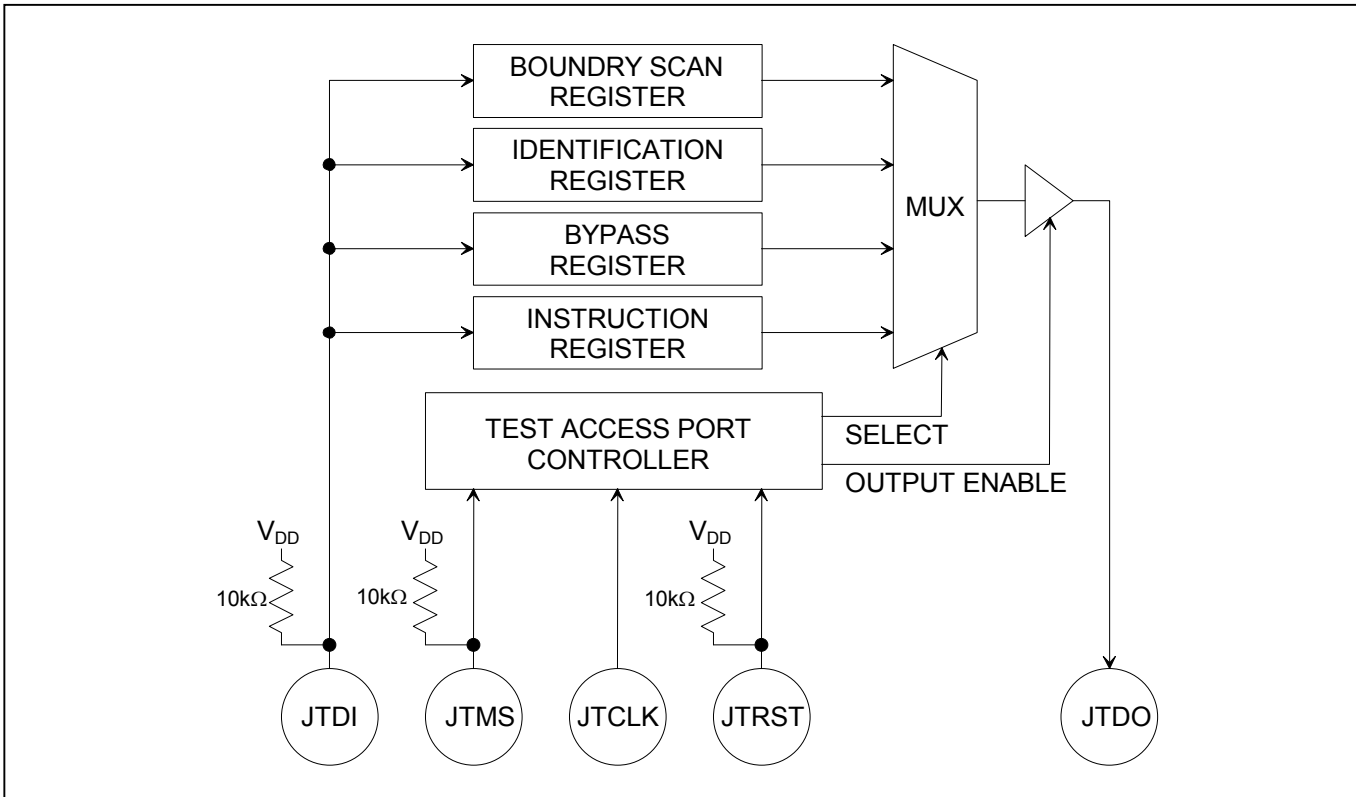 BOUNDRY SCAN
REGISTER
IDENTIFICATION
REGISTER
BYPASS
REGISTER
INSTRUCTION
REGISTER
MUX
TEST ACCESS PORT
CONTROLLER
SELECT
OUTPUT ENABLE
VDD
VDD
VDD
10kΩ
10kΩ
10kΩ
JTDI
JTMS
JTCLK
JTRST
JTDO